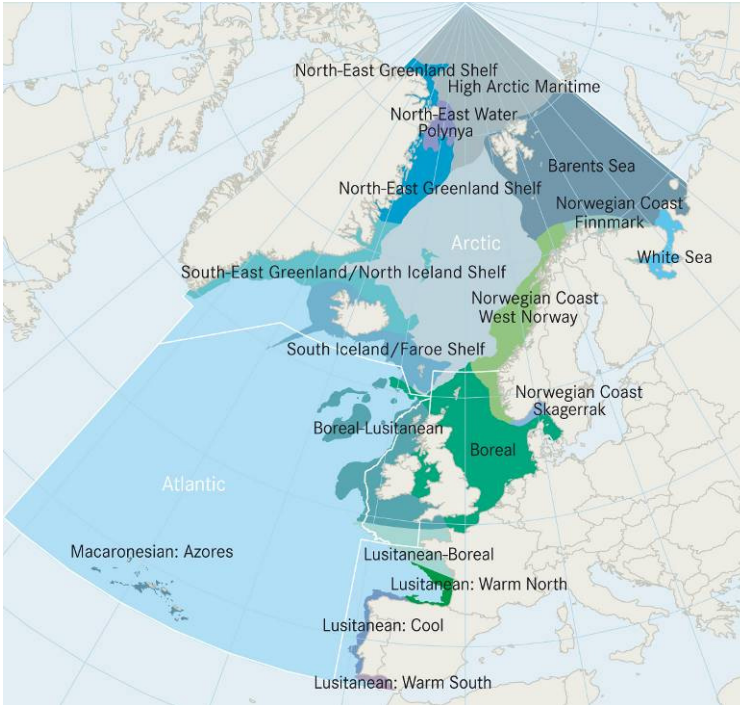 North-East Greenland Shelf
High Arctic Maritime
North-East Water
Polynya
Barents Sea
North-East Greenland Shelf
Norwegian Coast
Finnmark
Arctic
White Sea
South-East Greenland/North Iceland Shelf
Norwegian Coast
West Norway
South Iceland/Faroe Shelf
Norwegian Coast
Skagerrak
Boreal-Lusitanean
Boreal
Atlantic
Macaronesian: Azores
Lusitanean-Boreal
Lusitanean: Warm North
Lusitanean: Cool
Lusitanean: Warm South